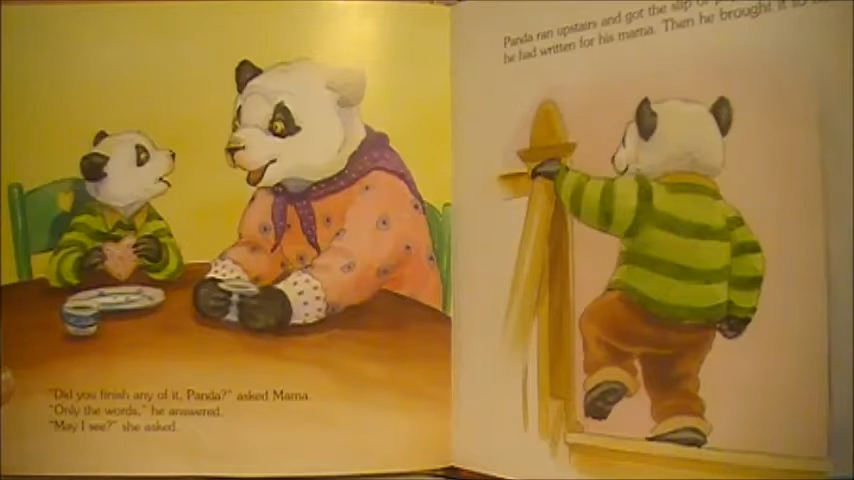 "Did you finish any of it, Panda?" asked Mama.
"Only the words," he answered.
"May I see?" she asked.
Panda ran upstairs and got the slip of
he had written for his mama. Then he brought it to